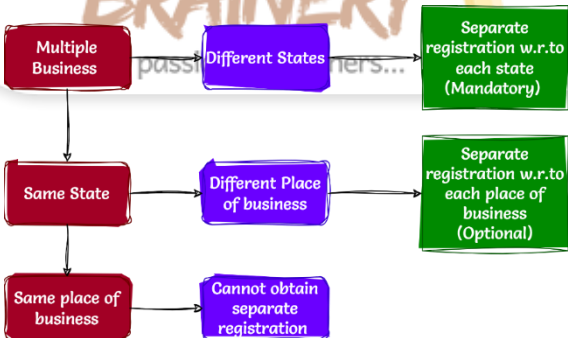 BRAINERY
Multiple
Business
Different States
Separate
registration w.r.to
each state
(Mandatory)
Same State
Different Place
of business
Separate
registration w.r.to
each place of
business
(Optional)
Same place of
business
Cannot obtain
separate
registration